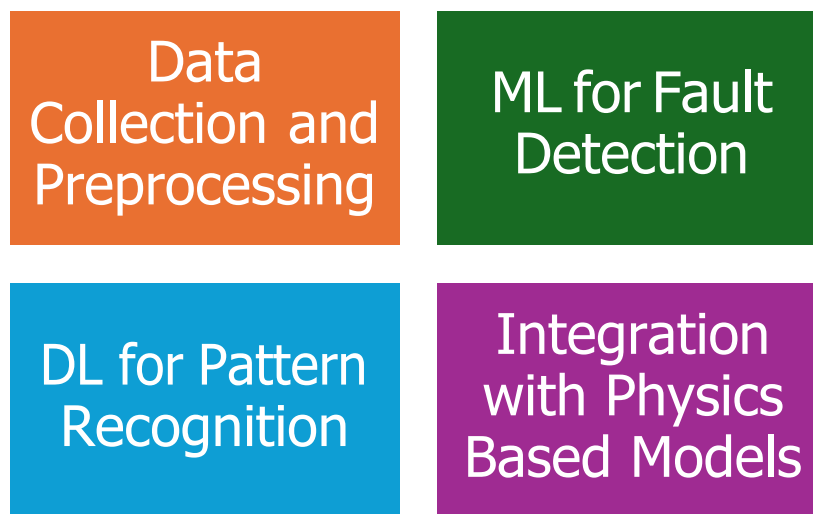 Data
Collection and
Preprocessing
ML for Fault
Detection
DL for Pattern
Recognition
Integration
with Physics
Based Models